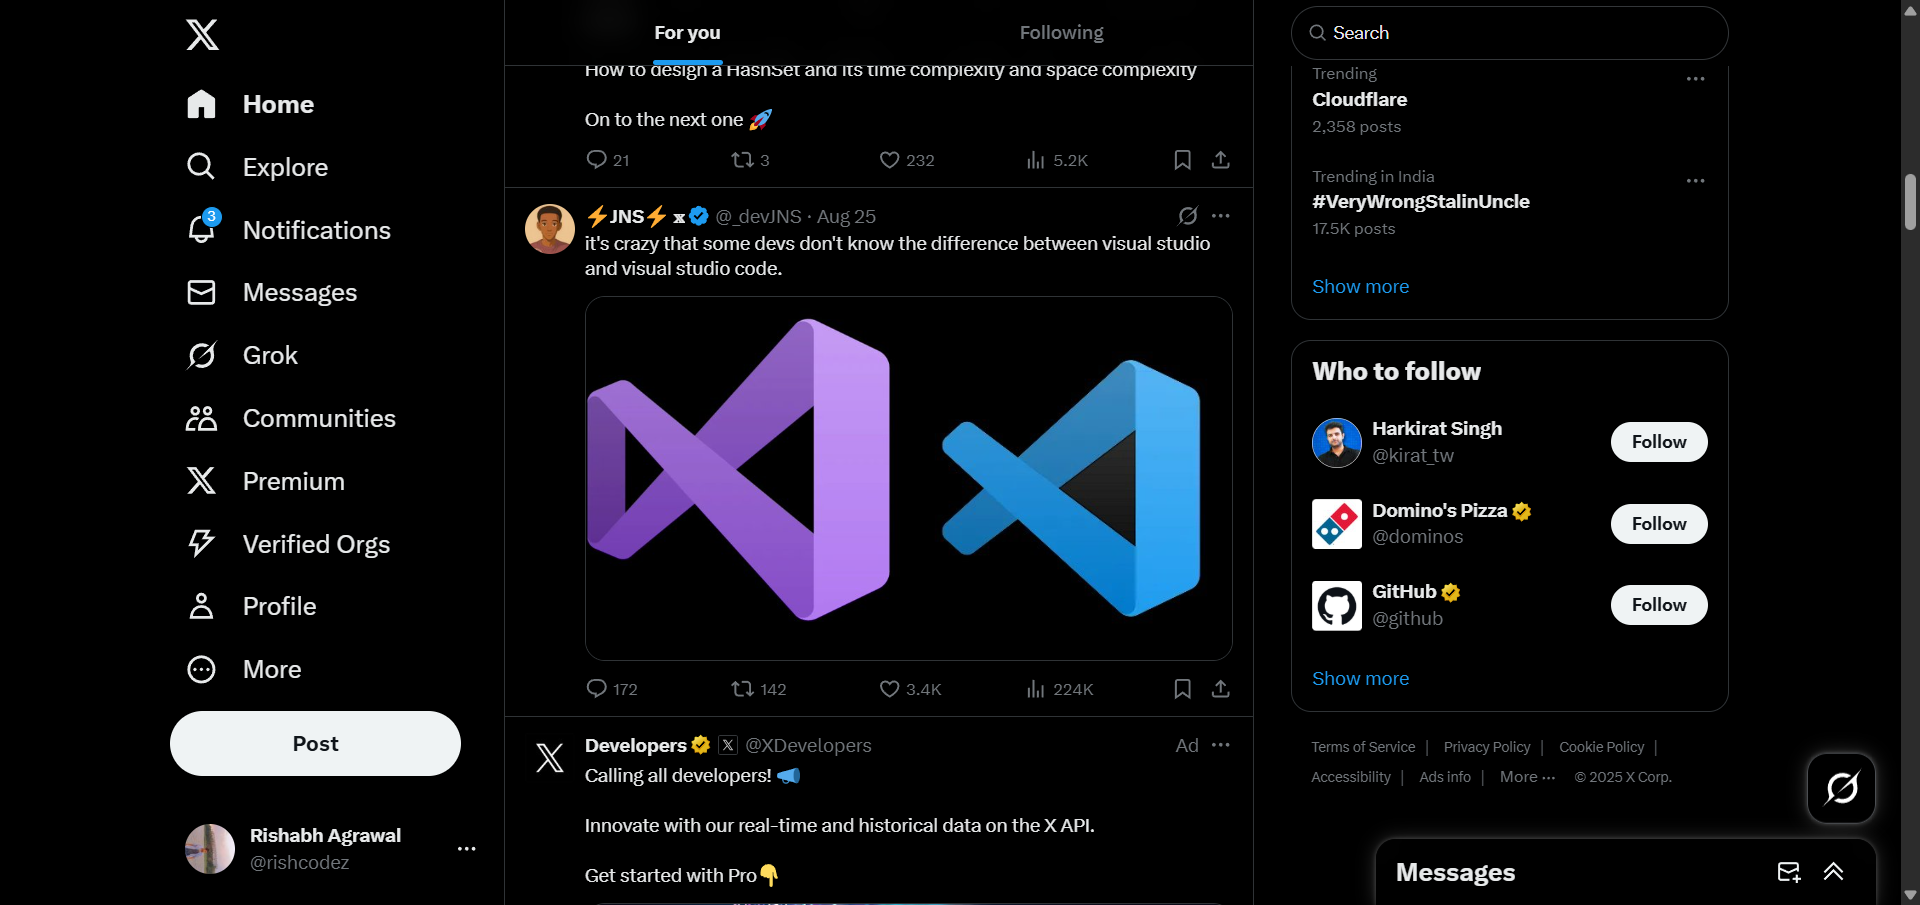 Home
Explore
3
Notifications
Messages
Grok
Communities
Premium
Verified Orgs
Profile
More
Post
Rishabh Agrawal
@rishcodez
For you
Following
How to design a HashSet and its time complexity and space complexity
On to the next one 🚀
21 3 232 5.2K
⚡JNS⚡ @_devJNS · Aug 25
it's crazy that some devs don't know the difference between visual studio
and visual studio code.
172 142 3.4K 224K
Developers @XDevelopers Ad
Calling all developers! 📣
Innovate with our real-time and historical data on the X API.
Get started with Pro👇
Search
Trending
Cloudflare
2,358 posts
Trending in India
#VeryWrongStalinUncle
17.5K posts
Show more
Who to follow
Harkirat Singh
@kirat_tw
Follow
Domino's Pizza
@dominos
Follow
GitHub
@github
Follow
Show more
Terms of Service | Privacy Policy | Cookie Policy |
Accessibility | Ads info | More ··· © 2025 X Corp.
Messages